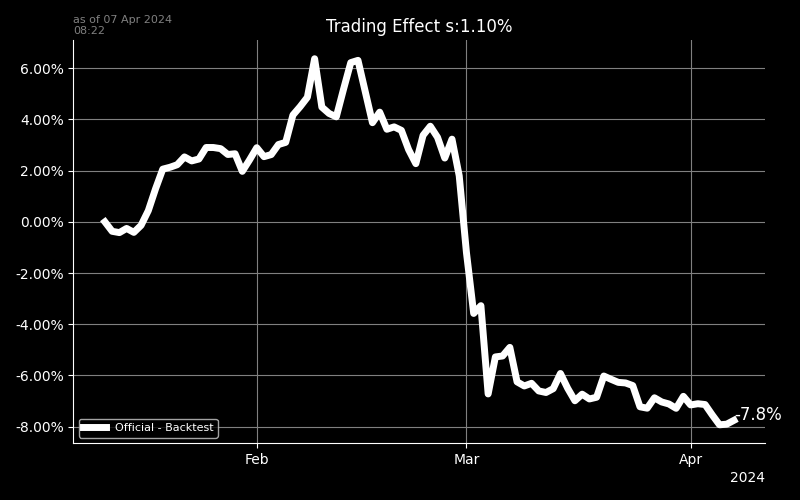 as of 07 Apr 2024
08:22
Trading Effect s:1.10%
6.00%
4.00%
2.00%
0.00%
-2.00%
-4.00%
-6.00%
-8.00%
-7.8%
Official - Backtest
Feb
Mar
Apr
2024